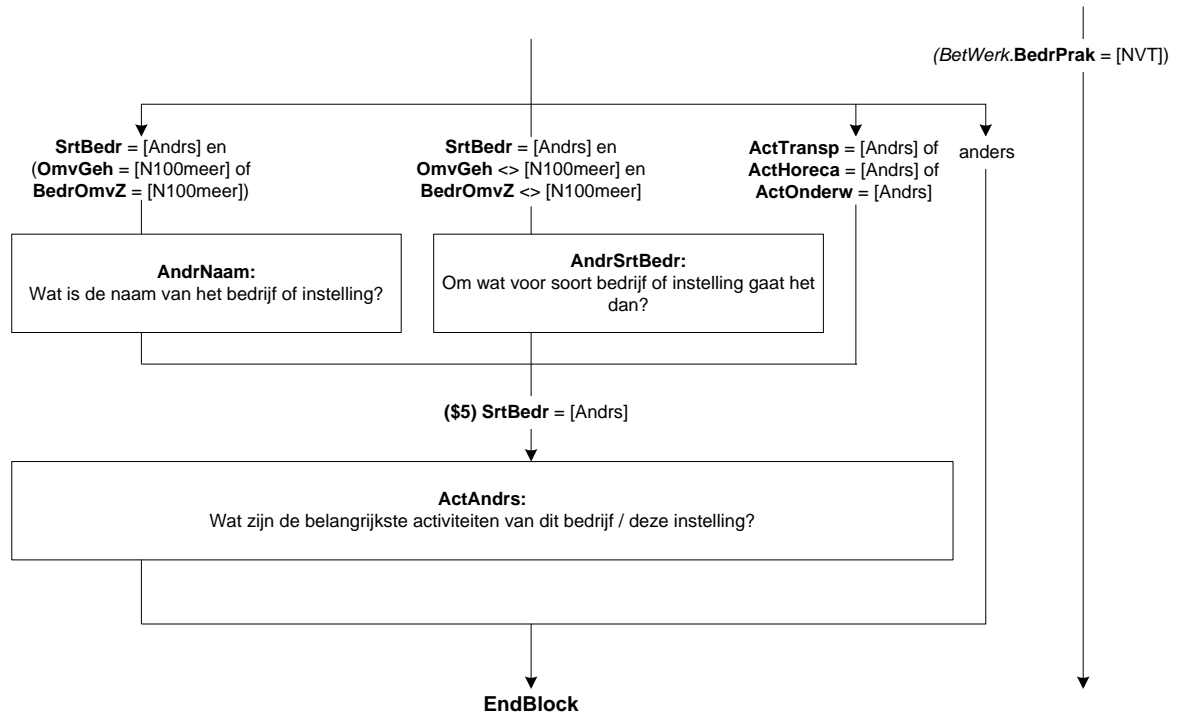 (BetWerk.BedrPrak = [NVT])
SrtBedr = [Andrs] en
(OmvGeh = [N100meer] of
BedrOmvZ = [N100meer])
SrtBedr = [Andrs] en
OmvGeh <> [N100meer] en
BedrOmvZ <> [N100meer]
ActTransp = [Andrs] of
ActHoreca = [Andrs] of
ActOnderw = [Andrs]
anders
AndrNaam:
Wat is de naam van het bedrijf of instelling?
AndrSrtBedr:
Om wat voor soort bedrijf of instelling gaat het
dan?
($5) SrtBedr = [Andrs]
ActAndrs:
Wat zijn de belangrijkste activiteiten van dit bedrijf / deze instelling?
EndBlock